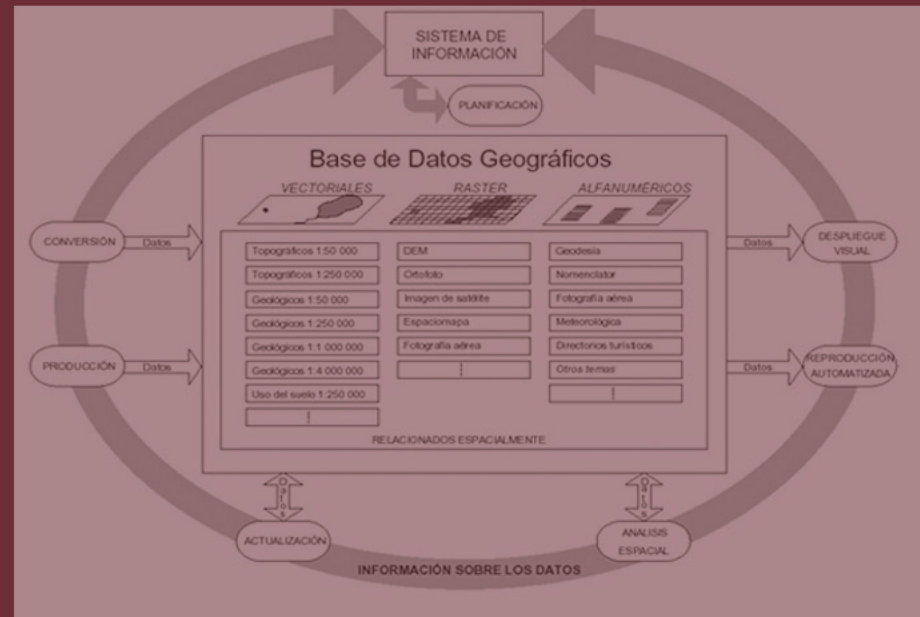 SISTEMA DE
INFORMACIÓN
PLANIFICACIÓN
Base de Datos Geográficos
VECTORIALES
RASTER
ALFANUMÉRICOS
CONVERSIÓN
Datos
PRODUCCIÓN
Datos
Topográficos 1:50 000
Topográficos 1:250 000
Geológicos 1:50 000
Geológicos 1:250 000
Geológicos 1:1 000 000
Geológicos 1:4 000 000
Uso del suelo 1:250 000
DEM
Ortofoto
Imagen de satélite
Espaciomapa
Fotografía aérea
Geodesia
Nomenclator
Fotografía aérea
Meteorológica
Directorios turísticos
Otros temas
RELACIONADOS ESPACIALMENTE
Datos
DESPLIEGUE
VISUAL
Datos
REPRODUCCIÓN
AUTOMATIZADA
Datos
ACTUALIZACIÓN
Datos
ANALISIS
ESPACIAL
INFORMACIÓN SOBRE LOS DATOS